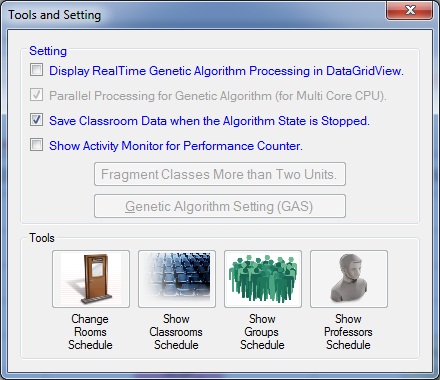 Tools and Setting
Setting
Display RealTime Genetic Algorithm Processing in DataGridView.
Parallel Processing for Genetic Algorithm (for Multi Core CPU).
Save Classroom Data when the Algorithm State is Stopped.
Show Activity Monitor for Performance Counter.
Fragment Classes More than Two Units.
Genetic Algorithm Setting (GAS)
Tools
Change
Rooms
Schedule
Show
Classrooms
Schedule
Show
Groups
Schedule
Show
Professors
Schedule